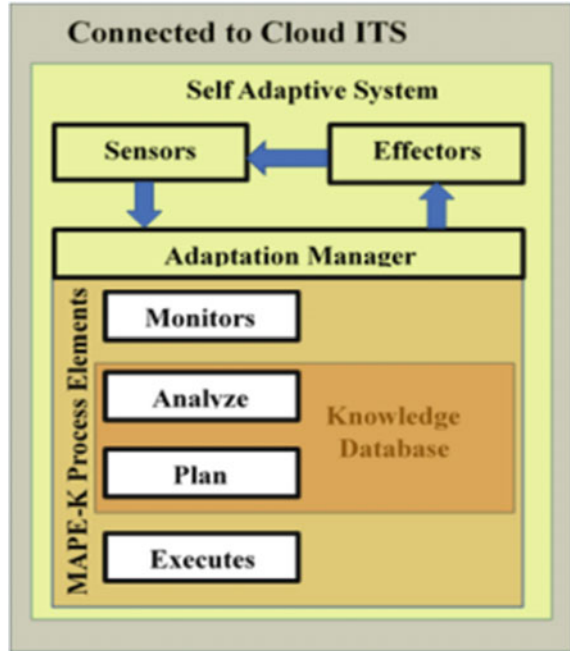 Connected to Cloud ITS
Self Adaptive System
Sensors
Effectors
Adaptation Manager
MAPE-K Process Elements
Monitors
Analyze
Knowledge
Database
Plan
Executes